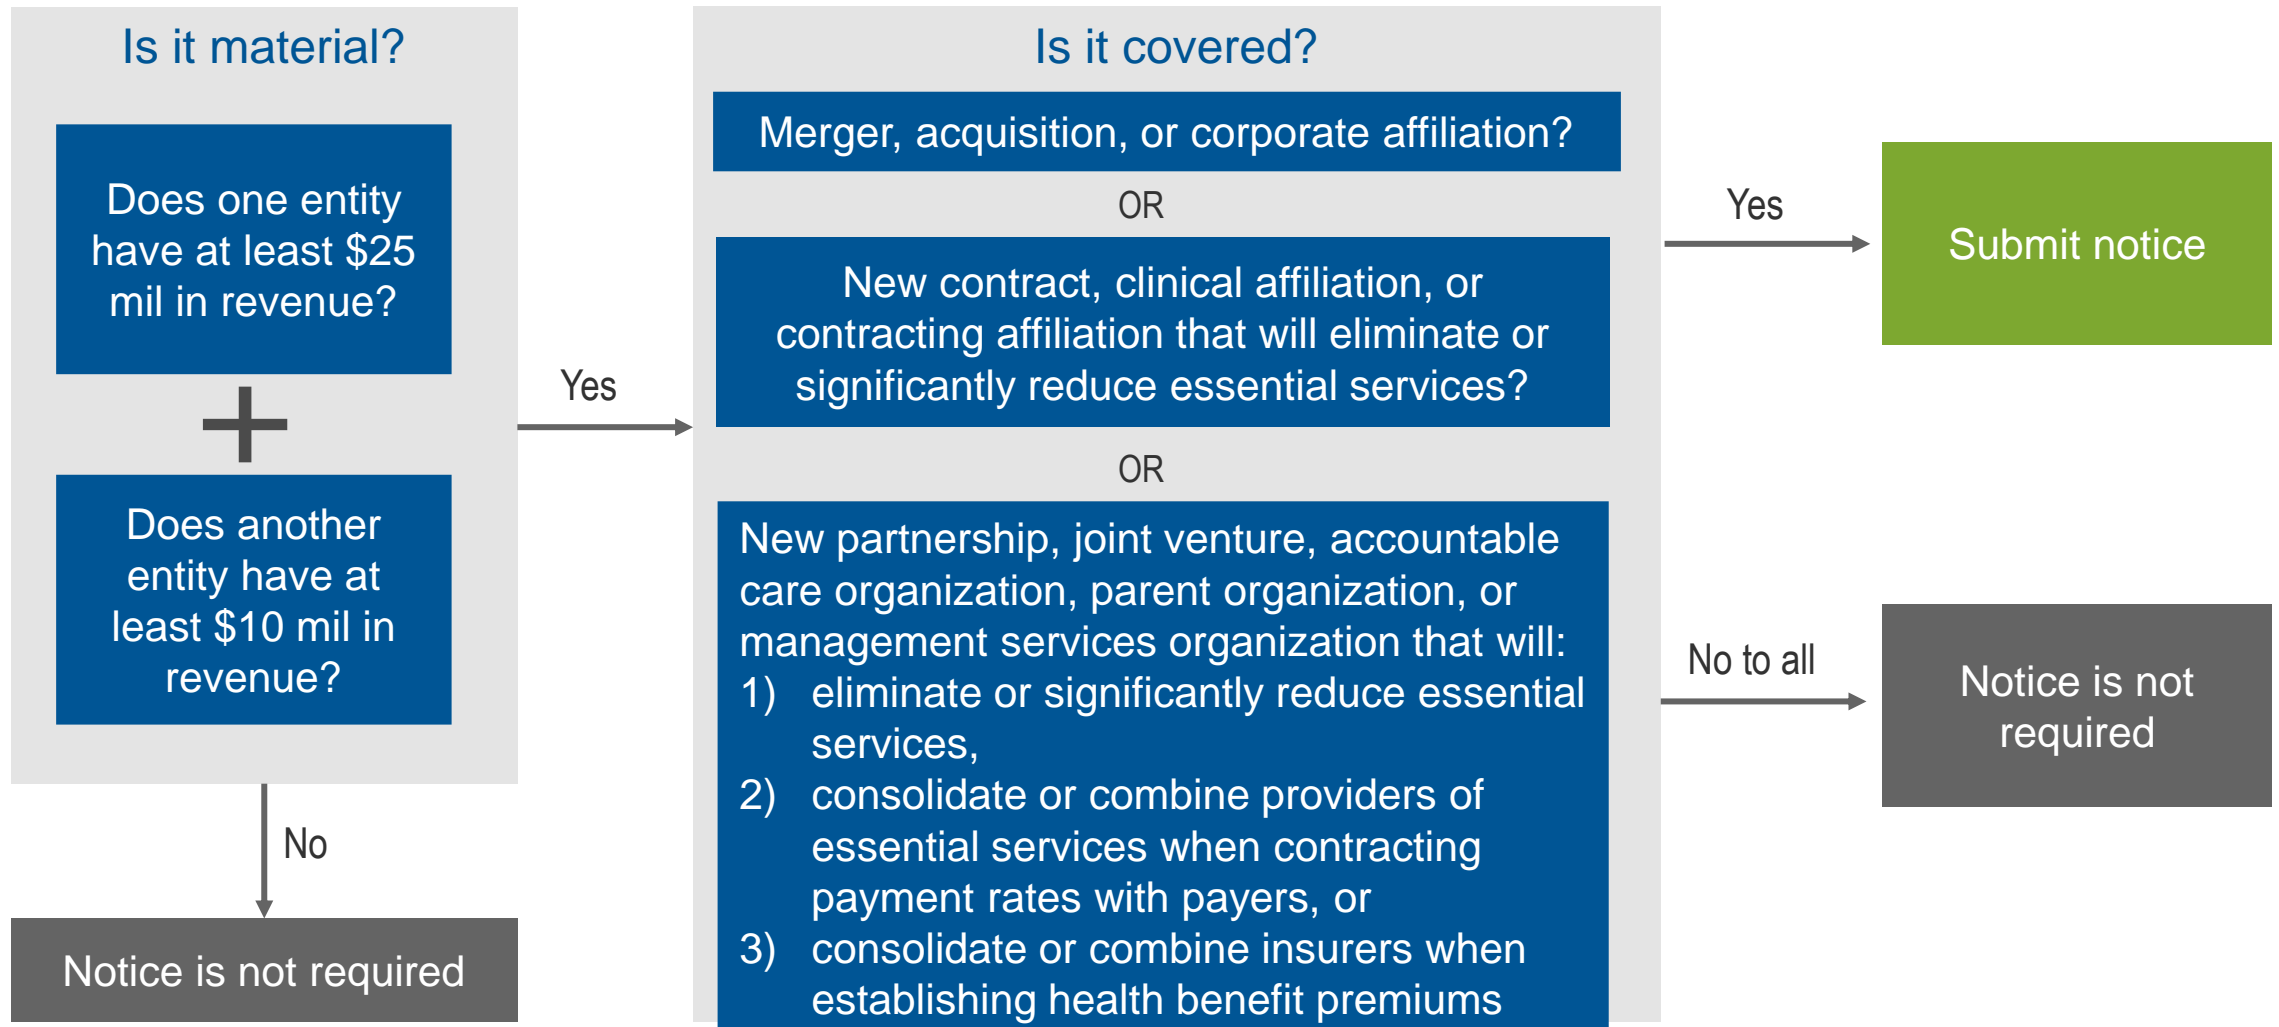 Is it material?
Does one entity
have at least $25
mil in revenue?
+
Does another
entity have at
least $10 mil in
revenue?
No
Notice is not required
Yes
Is it covered?
Merger, acquisition, or corporate affiliation?
OR
New contract, clinical affiliation, or
contracting affiliation that will eliminate or
significantly reduce essential services?
OR
New partnership, joint venture, accountable
care organization, parent organization, or
management services organization that will:
1) eliminate or significantly reduce essential
services,
2) consolidate or combine providers of
essential services when contracting
payment rates with payers, or
3) consolidate or combine insurers when
establishing health benefit premiums
Yes
Submit notice
No to all
Notice is not
required